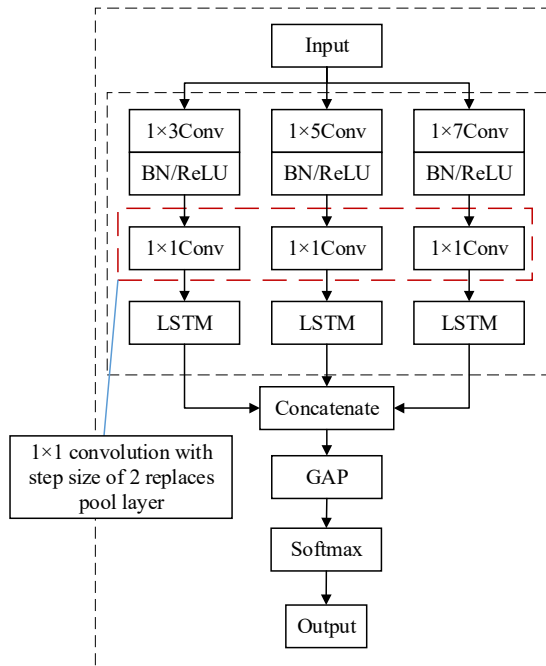 Input
1×3Conv
1×5Conv
1×7Conv
BN/ReLU
BN/ReLU
BN/ReLU
1×1Conv
1×1Conv
1×1Conv
LSTM
LSTM
LSTM
Concatenate
1×1 convolution with
step size of 2 replaces
pool layer
GAP
Softmax
Output